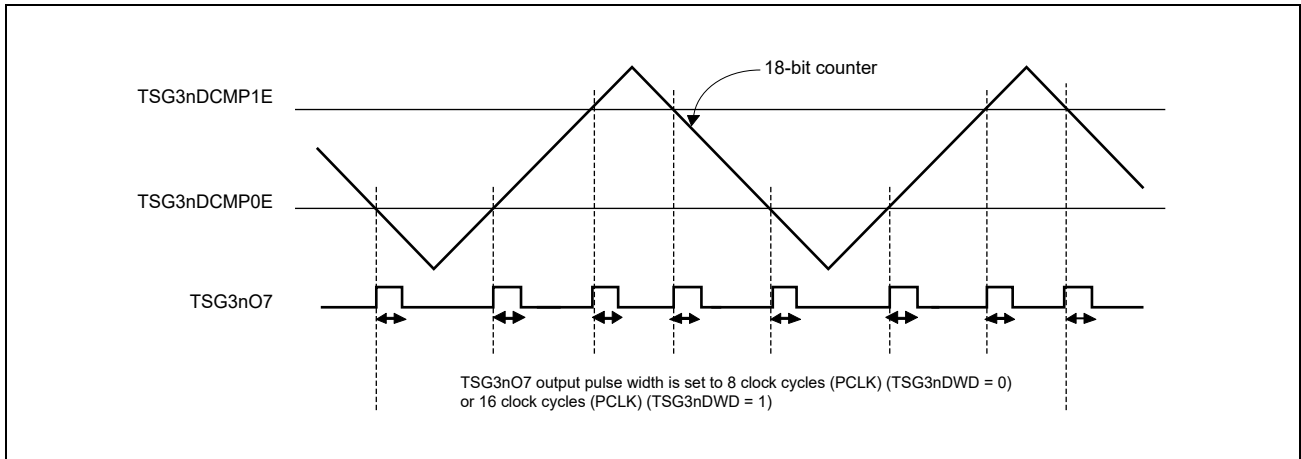 18-bit counter
TSG3nDCMP1E
TSG3nDCMP0E
TSG3nO7
TSG3nO7 output pulse width is set to 8 clock cycles (PCLK) (TSG3nDWD = 0)
or 16 clock cycles (PCLK) (TSG3nDWD = 1)